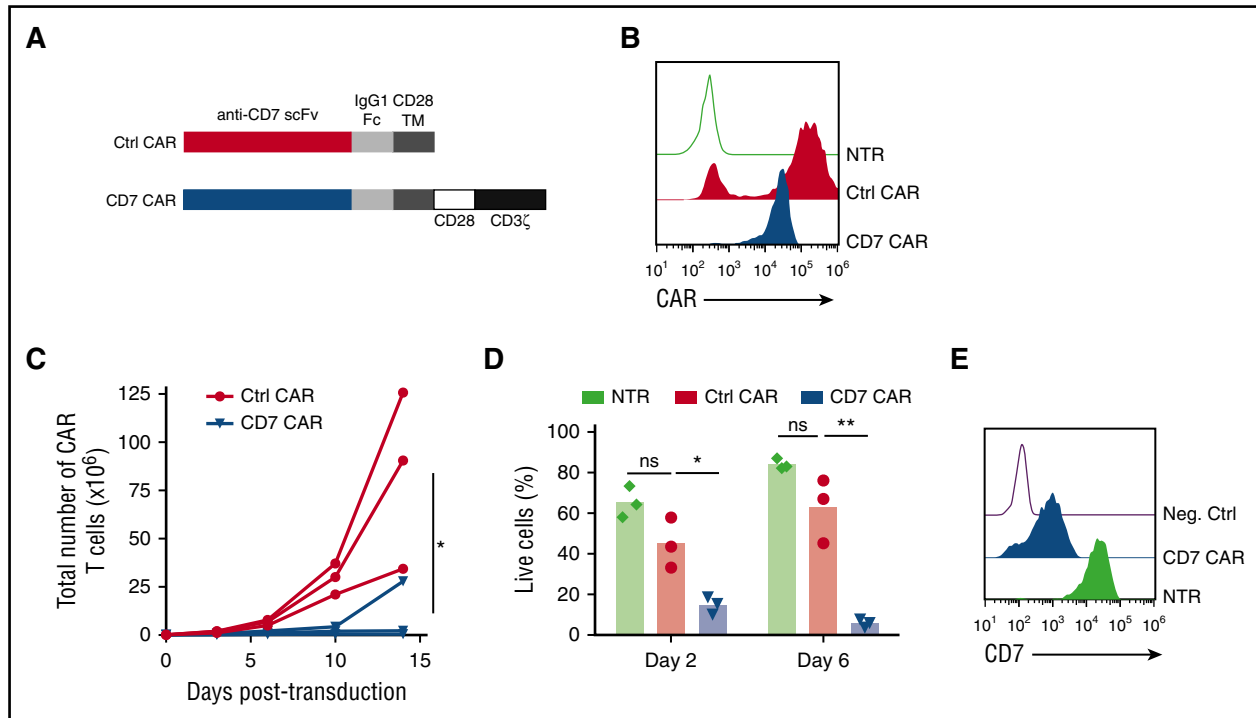 A
anti-CD7 scFv
IgG1 CD28
Fc TM
Ctrl CAR
CD7 CAR
CD28 CD3ζ
B
NTR
Ctrl CAR
CD7 CAR
10¹ 10² 10³ 10⁴ 10⁵ 10⁶
CAR
C
Total number of CAR
T cells (x10⁶)
125
100
75
50
25
0
Ctrl CAR
CD7 CAR
*
0 5 10 15
Days post-transduction
D
NTR Ctrl CAR CD7 CAR
Live cells (%)
100
80
60
40
20
0
ns *
ns **
Day 2 Day 6
E
Neg. Ctrl
CD7 CAR
NTR
10¹ 10² 10³ 10⁴ 10⁵ 10⁶
CD7